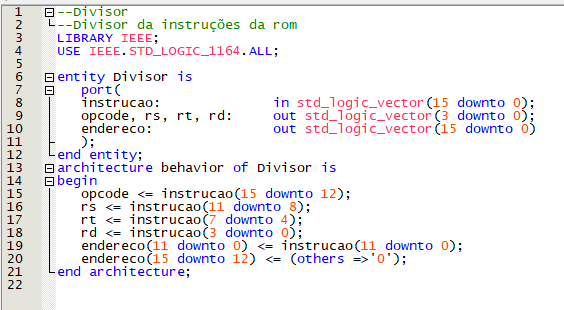 1 --Divisor
2 --Divisor da instruções da rom
3 LIBRARY IEEE;
4 USE IEEE.STD_LOGIC_1164.ALL;
5
6 entity Divisor is
7 port(
8 instrucao: in std_logic_vector(15 downto 0);
9 opcode, rs, rt, rd: out std_logic_vector(3 downto 0);
10 endereco: out std_logic_vector(15 downto 0)
11 );
12 end entity;
13 architecture behavior of Divisor is
14 begin
15 opcode <= instrucao(15 downto 12);
16 rs <= instrucao(11 downto 8);
17 rt <= instrucao(7 downto 4);
18 rd <= instrucao(3 downto 0);
19 endereco(11 downto 0) <= instrucao(11 downto 0);
20 endereco(15 downto 12) <= (others =>'0');
21 end architecture;
22